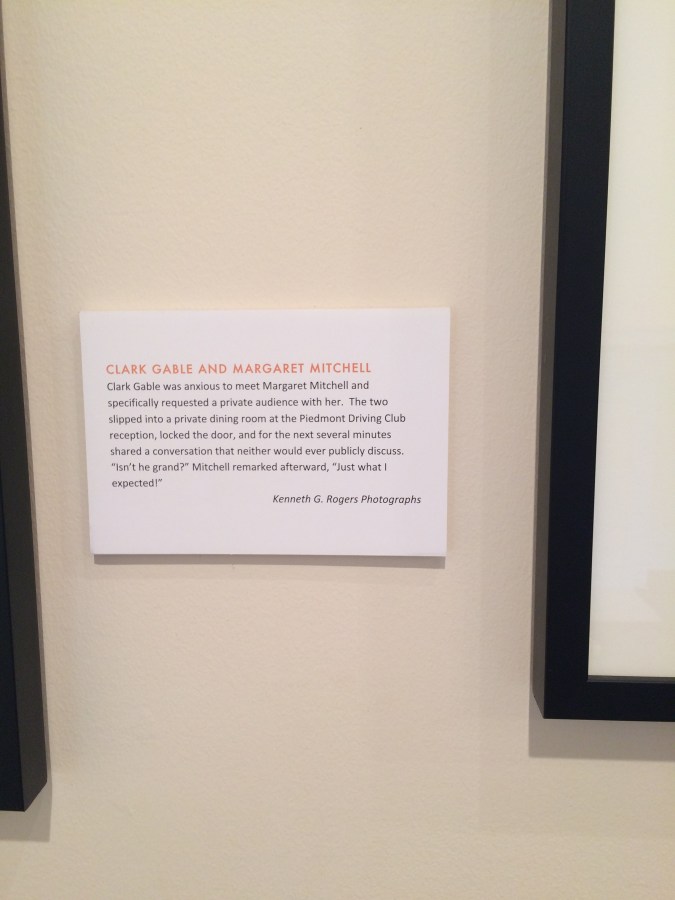 CLARK GABLE AND MARGARET MITCHELL
Clark Gable was anxious to meet Margaret Mitchell and
specifically requested a private audience with her.  The two
slipped into a private dining room at the Piedmont Driving Club
reception, locked the door, and for the next several minutes
shared a conversation that neither would ever publicly discuss.
“Isn’t he grand?” Mitchell remarked afterward, “Just what I
expected!”
Kenneth G. Rogers Photographs